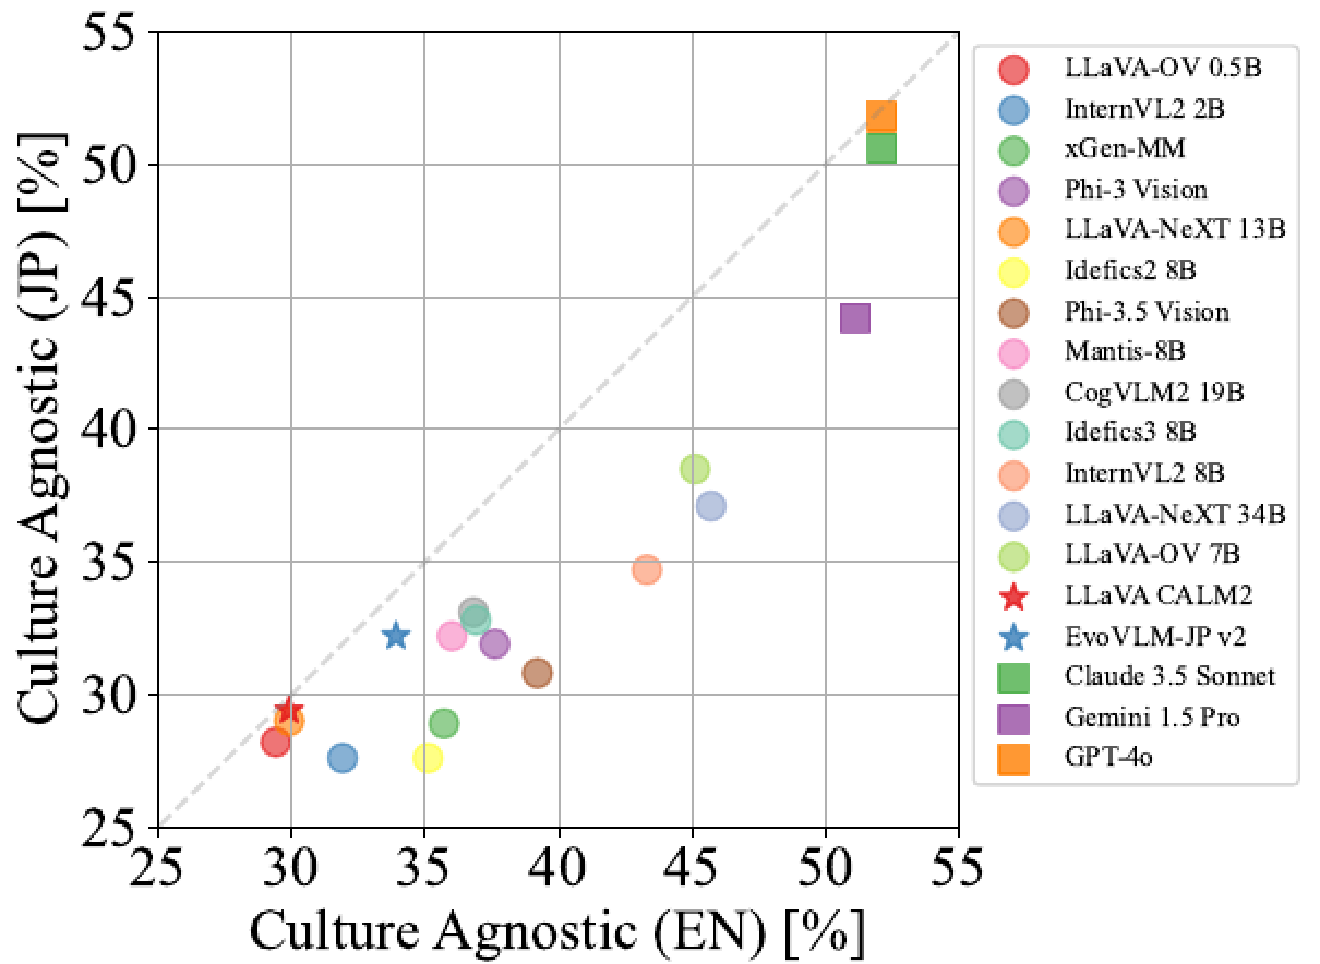 55
50
45
40
35
30
25
25 30 35 40 45 50 55
Culture Agnostic (JP) [%]
Culture Agnostic (EN) [%]
LLaVA-OV 0.5B
InternVL2 2B
xGen-MM
Phi-3 Vision
LLaVA-NeXT 13B
Idefics2 8B
Phi-3.5 Vision
Mantis-8B
CogVLM2 19B
Idefics3 8B
InternVL2 8B
LLaVA-NeXT 34B
LLaVA-OV 7B
LLaVA CALM2
EvoVLM-JP v2
Claude 3.5 Sonnet
Gemini 1.5 Pro
GPT-4o